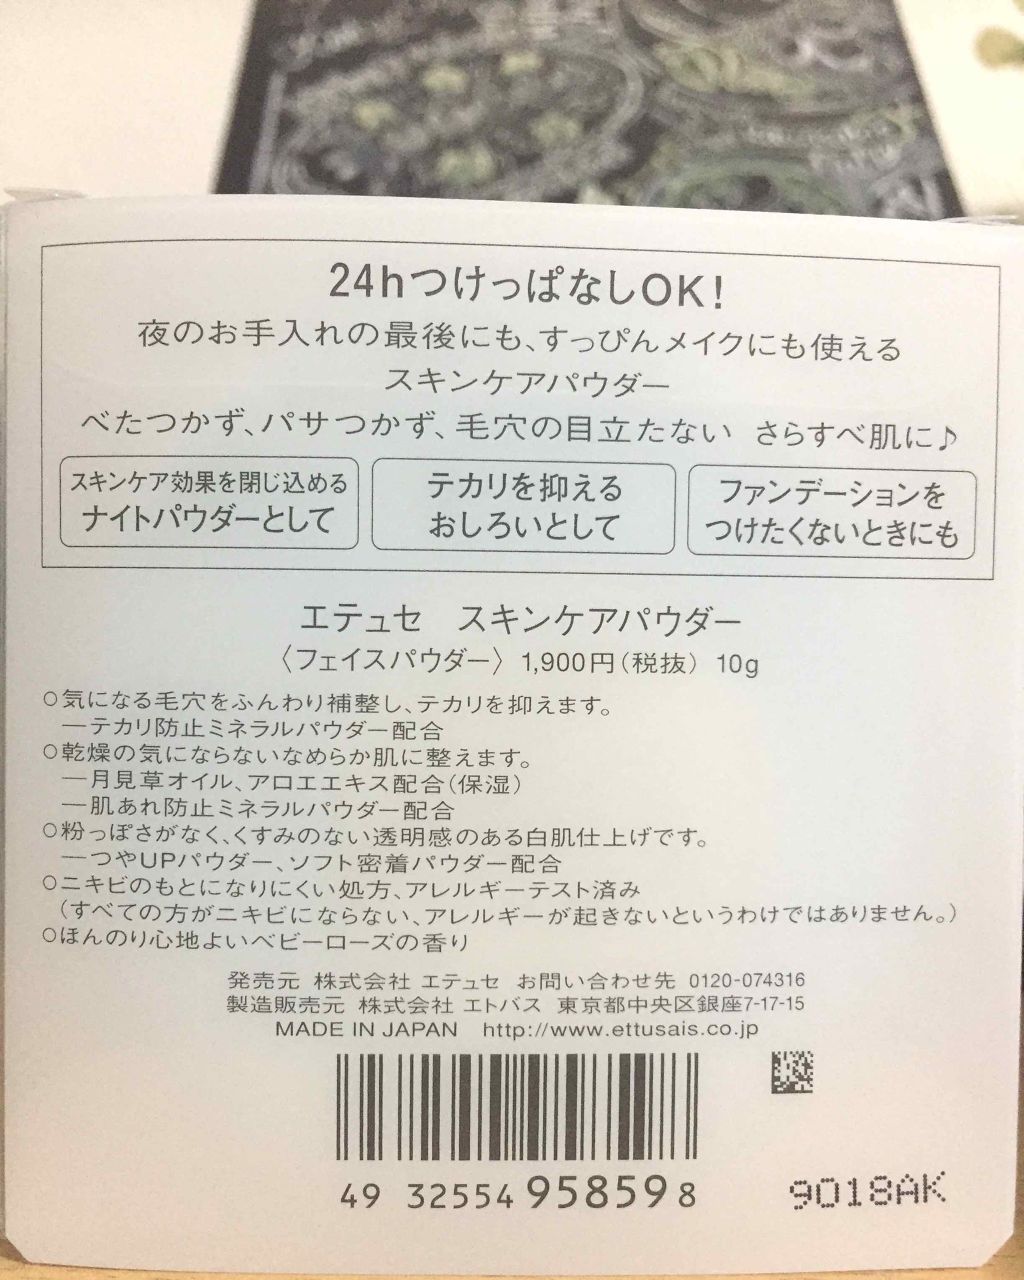 24hつけっぱなしOK!
夜のお手入れの最後にも、すっぴんメイクにも使える
スキンケアパウダー
べたつかず、パサつかず、毛穴の目立たない さらすべ肌に♪
スキンケア効果を閉じ込める
ナイトパウダーとして
テカリを抑える
おしろいとして
ファンデーションを
つけたくないときにも
エテュセ スキンケアパウダー
〈フェイスパウダー〉 1,900円(税抜) 10g
○気になる毛穴をふんわり補整し、テカリを抑えます。
―テカリ防止ミネラルパウダー配合
○乾燥の気にならないなめらか肌に整えます。
―月見草オイル、アロエエキス配合(保湿)
―肌あれ防止ミネラルパウダー配合
○粉っぽさがなく、くすみのない透明感のある白肌仕上げです。
―つやUPパウダー、ソフト密着パウダー配合
○ニキビのもとになりにくい処方、アレルギーテスト済み
(すべての方がニキビにならない、アレルギーが起きないというわけではありません。)
○ほんのり心地よいベビーローズの香り
発売元 株式会社 エテュセ お問い合わせ先 0120-074316
製造販売元 株式会社 エトバス 東京都中央区銀座7-17-15
MADE IN JAPAN http://www.ettusais.co.jp
49 32554 95859 8
9018AK